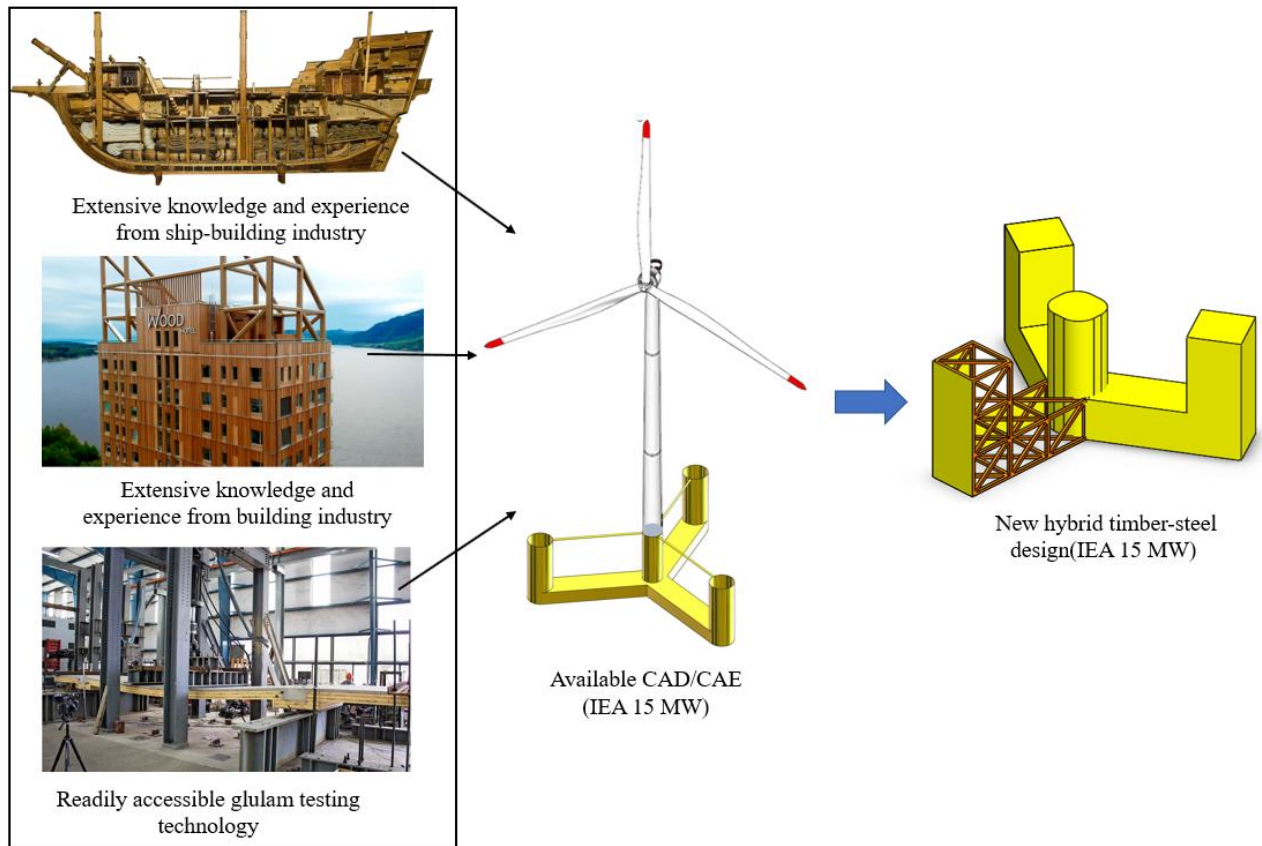 Extensive knowledge and experience
from ship-building industry
WOOD
Extensive knowledge and
experience from building industry
Readily accessible glulam testing
technology
Available CAD/CAE
(IEA 15 MW)
New hybrid timber-steel
design(IEA 15 MW)